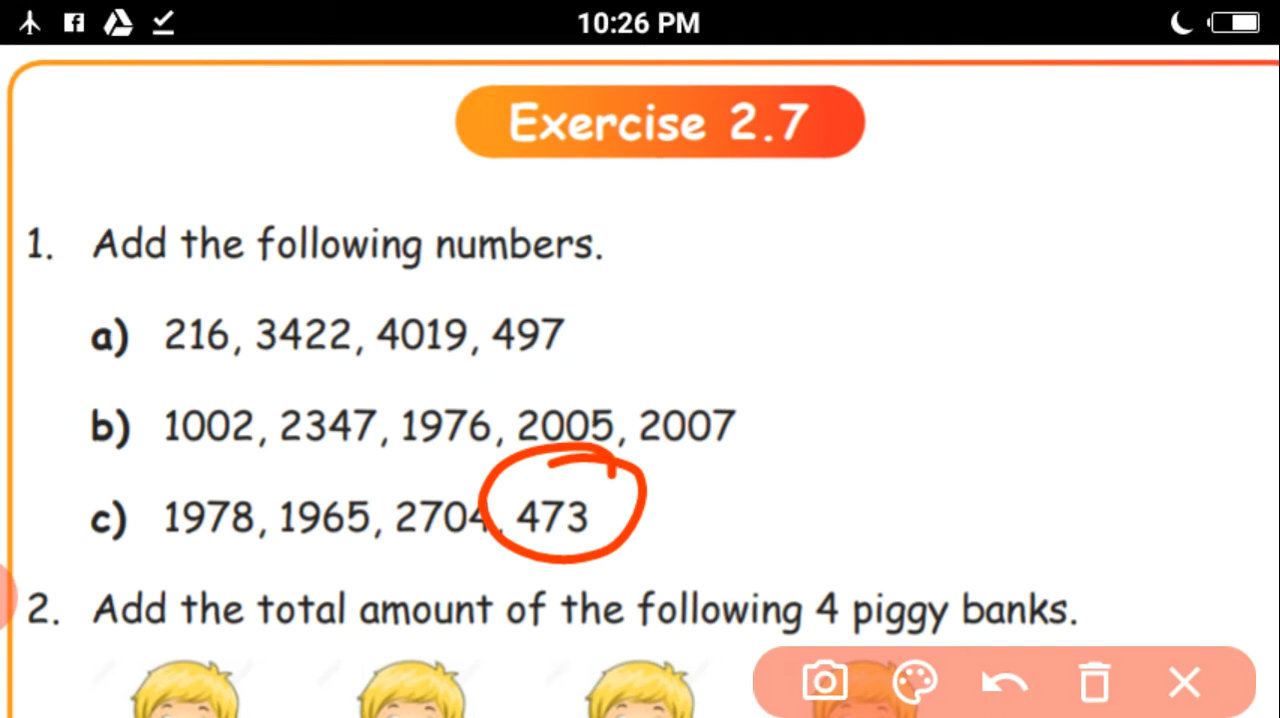 10:26 PM
Exercise 2.7
1. Add the following numbers.
a) 216, 3422, 4019, 497
b) 1002, 2347, 1976, 2005, 2007
c) 1978, 1965, 2704, 473
2. Add the total amount of the following 4 piggy banks.